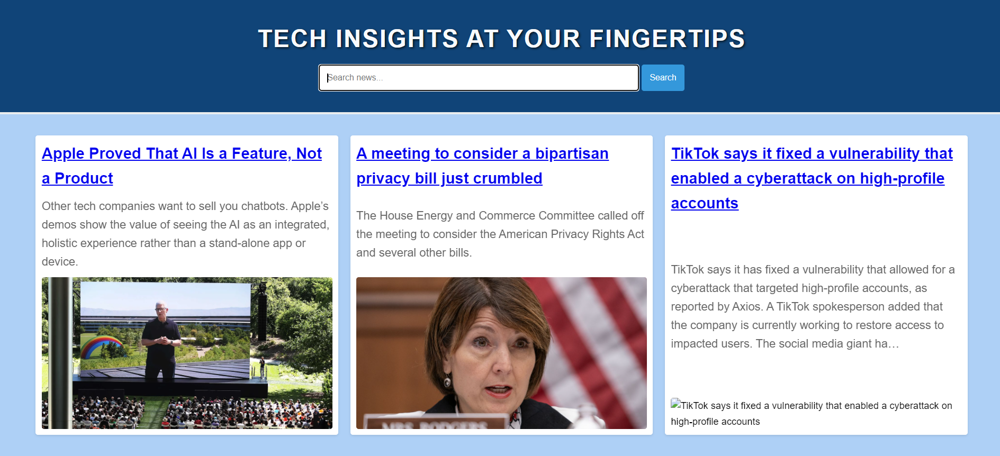 TECH INSIGHTS AT YOUR FINGERTIPS
Search news...
Search
Apple Proved That AI Is a Feature, Not
a Product
Other tech companies want to sell you chatbots. Apple’s
demos show the value of seeing the AI as an integrated,
holistic experience rather than a stand-alone app or
device.
A meeting to consider a bipartisan
privacy bill just crumbled
The House Energy and Commerce Committee called off
the meeting to consider the American Privacy Rights Act
and several other bills.
MRS RODGERS
TikTok says it fixed a vulnerability that
enabled a cyberattack on high-profile
accounts
TikTok says it has fixed a vulnerability that allowed for a
cyberattack that targeted high-profile accounts, as
reported by Axios. A TikTok spokesperson added that
the company is currently working to restore access to
impacted users. The social media giant ha…
TikTok says it fixed a vulnerability that enabled a cyberattack on
high-profile accounts